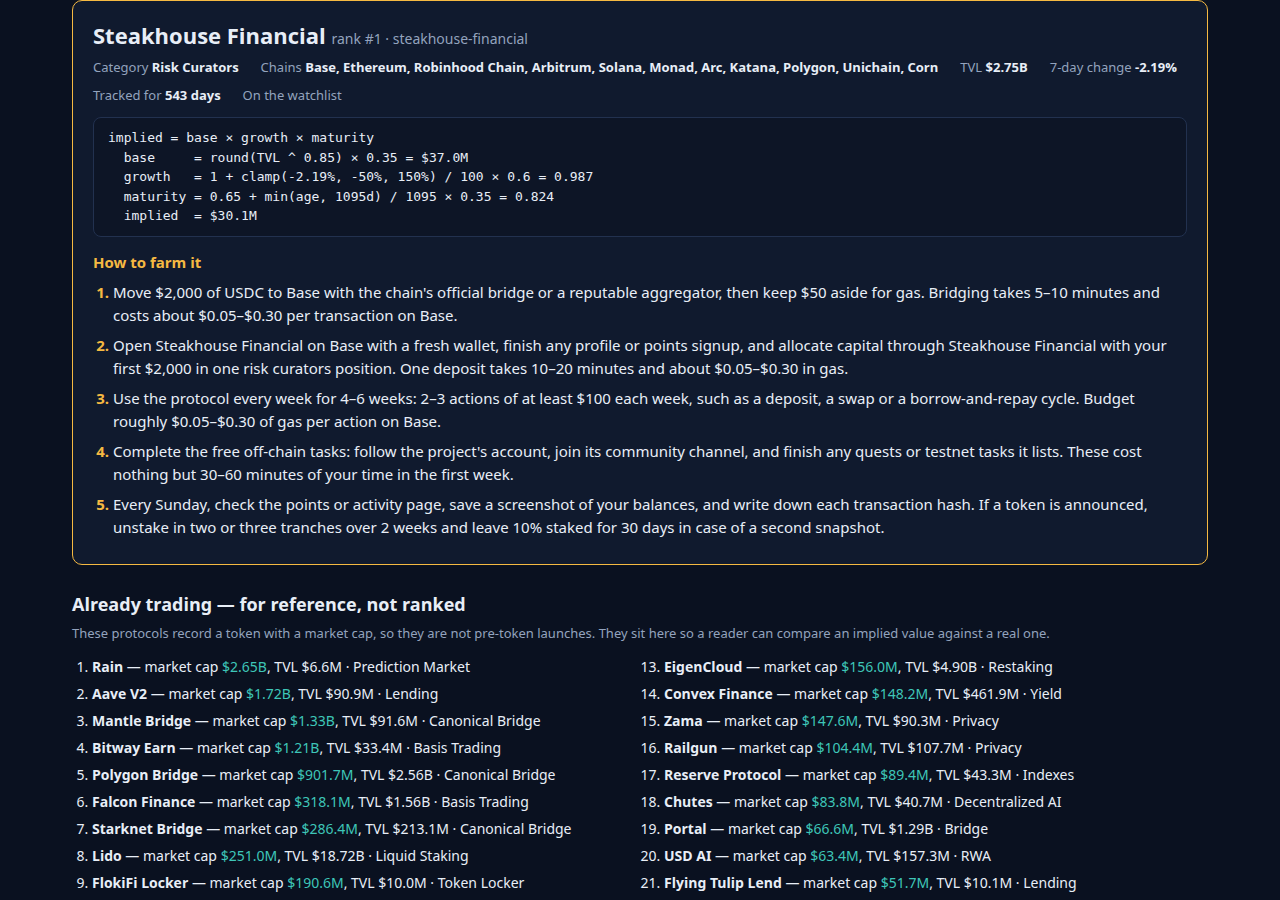 Steakhouse Financial rank #1 · steakhouse-financial
Category Risk Curators Chains Base, Ethereum, Robinhood Chain, Arbitrum, Solana, Monad, Arc, Katana, Polygon, Unichain, Corn TVL $2.75B 7-day change -2.19%
Tracked for 543 days On the watchlist
implied = base × growth × maturity
base = round(TVL ^ 0.85) × 0.35 = $37.0M
growth = 1 + clamp(-2.19%, -50%, 150%) / 100 × 0.6 = 0.987
maturity = 0.65 + min(age, 1095d) / 1095 × 0.35 = 0.824
implied = $30.1M
How to farm it
1. Move $2,000 of USDC to Base with the chain's official bridge or a reputable aggregator, then keep $50 aside for gas. Bridging takes 5–10 minutes and
costs about $0.05–$0.30 per transaction on Base.
2. Open Steakhouse Financial on Base with a fresh wallet, finish any profile or points signup, and allocate capital through Steakhouse Financial with your
first $2,000 in one risk curators position. One deposit takes 10–20 minutes and about $0.05–$0.30 in gas.
3. Use the protocol every week for 4–6 weeks: 2–3 actions of at least $100 each week, such as a deposit, a swap or a borrow-and-repay cycle. Budget
roughly $0.05–$0.30 of gas per action on Base.
4. Complete the free off-chain tasks: follow the project's account, join its community channel, and finish any quests or testnet tasks it lists. These cost
nothing but 30–60 minutes of your time in the first week.
5. Every Sunday, check the points or activity page, save a screenshot of your balances, and write down each transaction hash. If a token is announced,
unstake in two or three tranches over 2 weeks and leave 10% staked for 30 days in case of a second snapshot.
Already trading — for reference, not ranked
These protocols record a token with a market cap, so they are not pre-token launches. They sit here so a reader can compare an implied value against a real one.
1. Rain — market cap $2.65B, TVL $6.6M · Prediction Market
2. Aave V2 — market cap $1.72B, TVL $90.9M · Lending
3. Mantle Bridge — market cap $1.33B, TVL $91.6M · Canonical Bridge
4. Bitway Earn — market cap $1.21B, TVL $33.4M · Basis Trading
5. Polygon Bridge — market cap $901.7M, TVL $2.56B · Canonical Bridge
6. Falcon Finance — market cap $318.1M, TVL $1.56B · Basis Trading
7. Starknet Bridge — market cap $286.4M, TVL $213.1M · Canonical Bridge
8. Lido — market cap $251.0M, TVL $18.72B · Liquid Staking
9. FlokiFi Locker — market cap $190.6M, TVL $10.0M · Token Locker
13. EigenCloud — market cap $156.0M, TVL $4.90B · Restaking
14. Convex Finance — market cap $148.2M, TVL $461.9M · Yield
15. Zama — market cap $147.6M, TVL $90.3M · Privacy
16. Railgun — market cap $104.4M, TVL $107.7M · Privacy
17. Reserve Protocol — market cap $89.4M, TVL $43.3M · Indexes
18. Chutes — market cap $83.8M, TVL $40.7M · Decentralized AI
19. Portal — market cap $66.6M, TVL $1.29B · Bridge
20. USD AI — market cap $63.4M, TVL $157.3M · RWA
21. Flying Tulip Lend — market cap $51.7M, TVL $10.1M · Lending